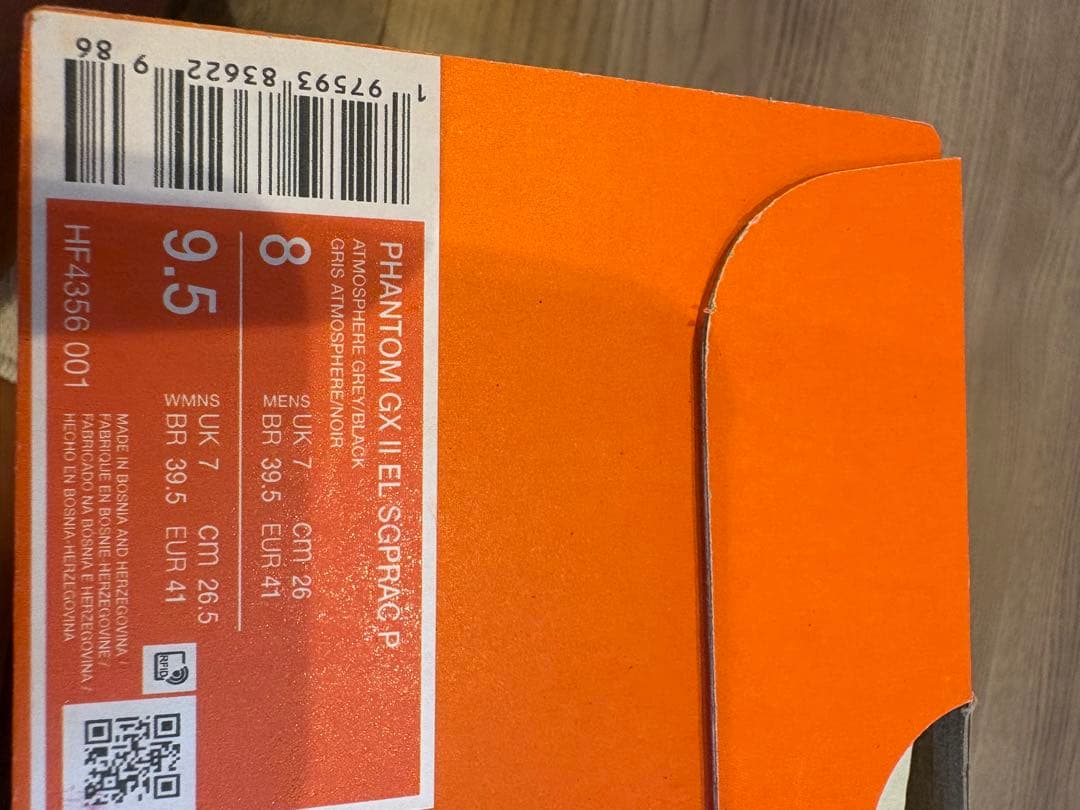 PHANTOM GX II EL SGPRAC P
ATMOSPHERE GREY/BLACK
GRIS ATMOSPHERE/NOIR
8 MENS UK 7 cm 26
BR 39.5 EUR 41
9.5 WMNS UK 7 cm 26.5
BR 39.5 EUR 41
HF4356 001
MADE IN BOSNIA AND HERZEGOVINA /
FABRIQUE EN BOSNIE HERZEGOVINE /
FABRICADO NA BOSNIA E HERZEGOVINA /
HECHO EN BOSNIA-HERZEGOVINA
RFID
1 97593 83622 9 86